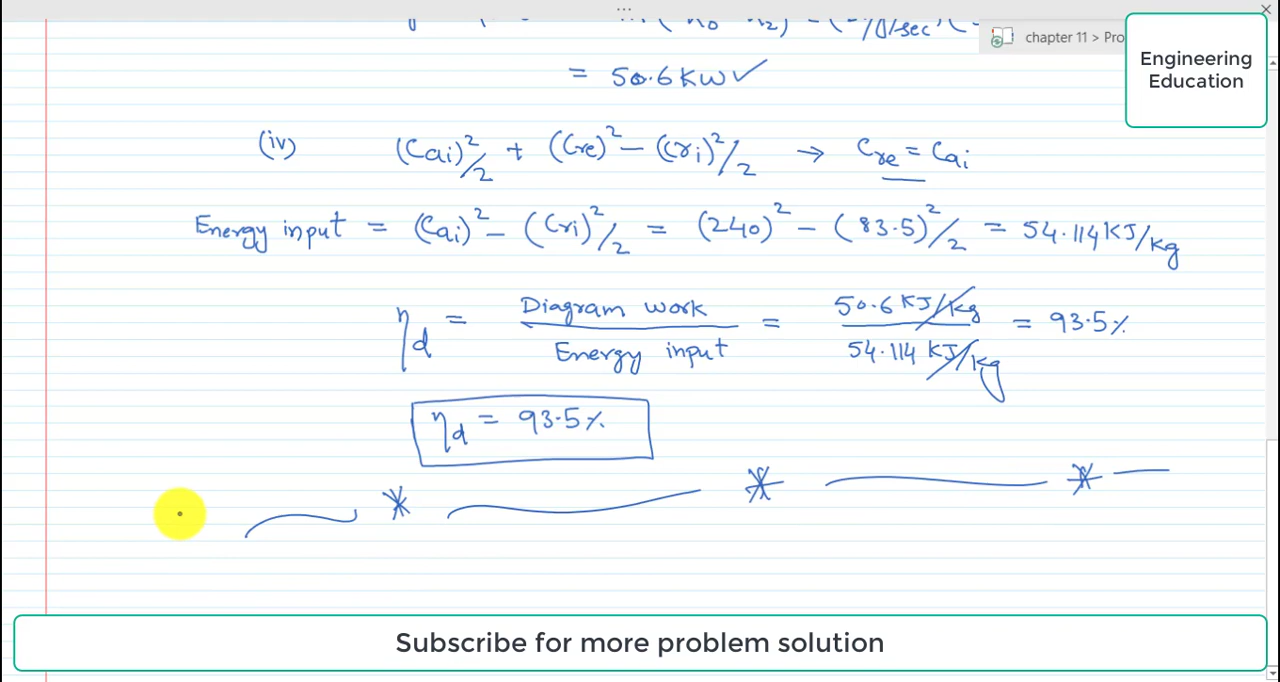 = 50.6 KW ✓
chapter 11 > Pro
Engineering
Education
(iv) (Cai)²/2 + (Cre)² − (Cri)²/2 → Cre = Cai
Energy input = (Cai)² − (Cri)²/2 = (240)² − (83.5)²/2 = 54.114 KJ/kg
ηd = Diagram work / Energy input = 50.6 KJ/kg / 54.114 KJ/kg = 93.5%
ηd = 93.5%
Subscribe for more problem solution